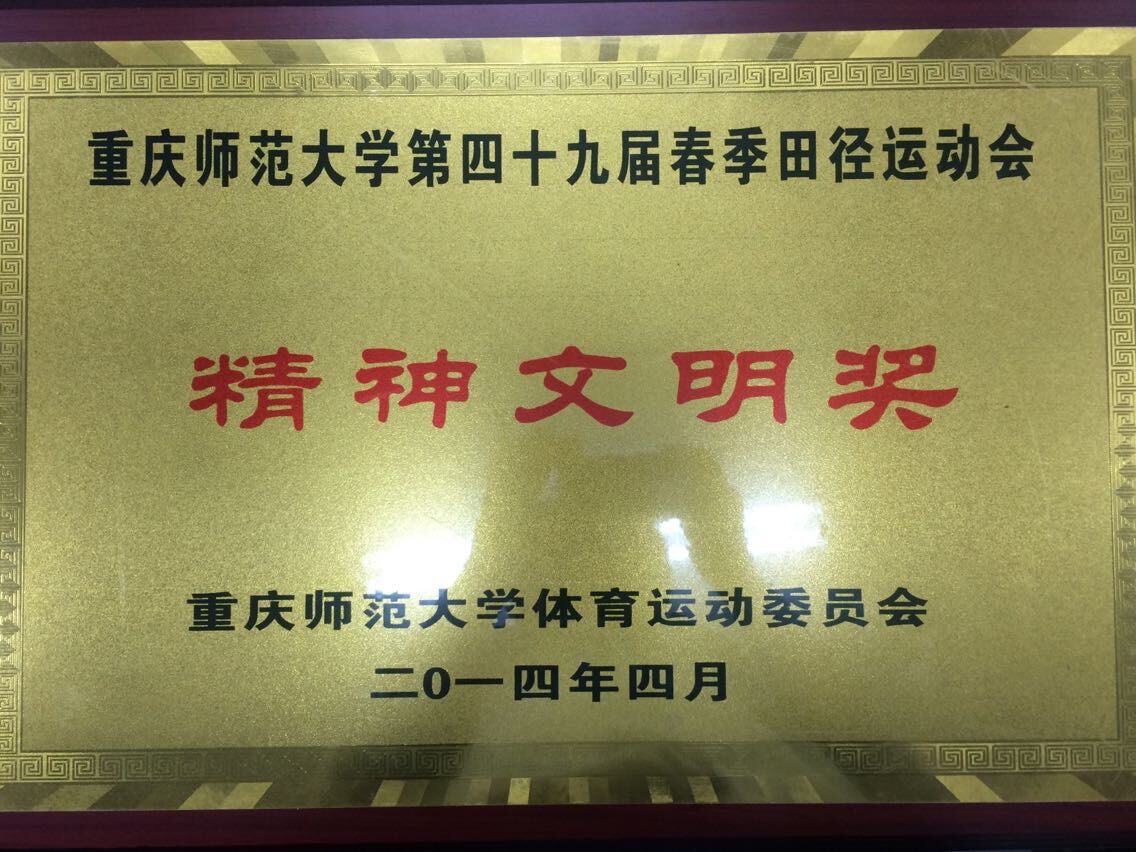 重庆师范大学第四十九届春季田径运动会
精神文明奖
重庆师范大学体育运动委员会
二0一四年四月